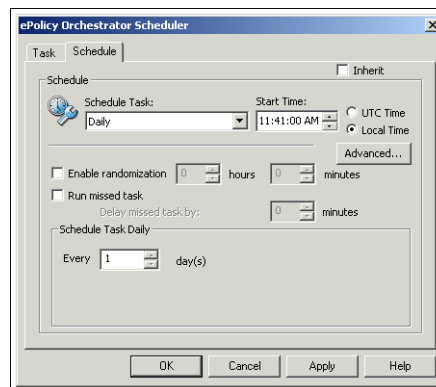 ePolicy Orchestrator Scheduler
Task Schedule
Inherit
Schedule
Schedule Task: Start Time:
Daily 11:41:00 AM UTC Time
Local Time
Advanced...
Enable randomization 0 hours 0 minutes
Run missed task
Delay missed task by: 0 minutes
Schedule Task Daily
Every 1 day(s)
OK Cancel Apply Help